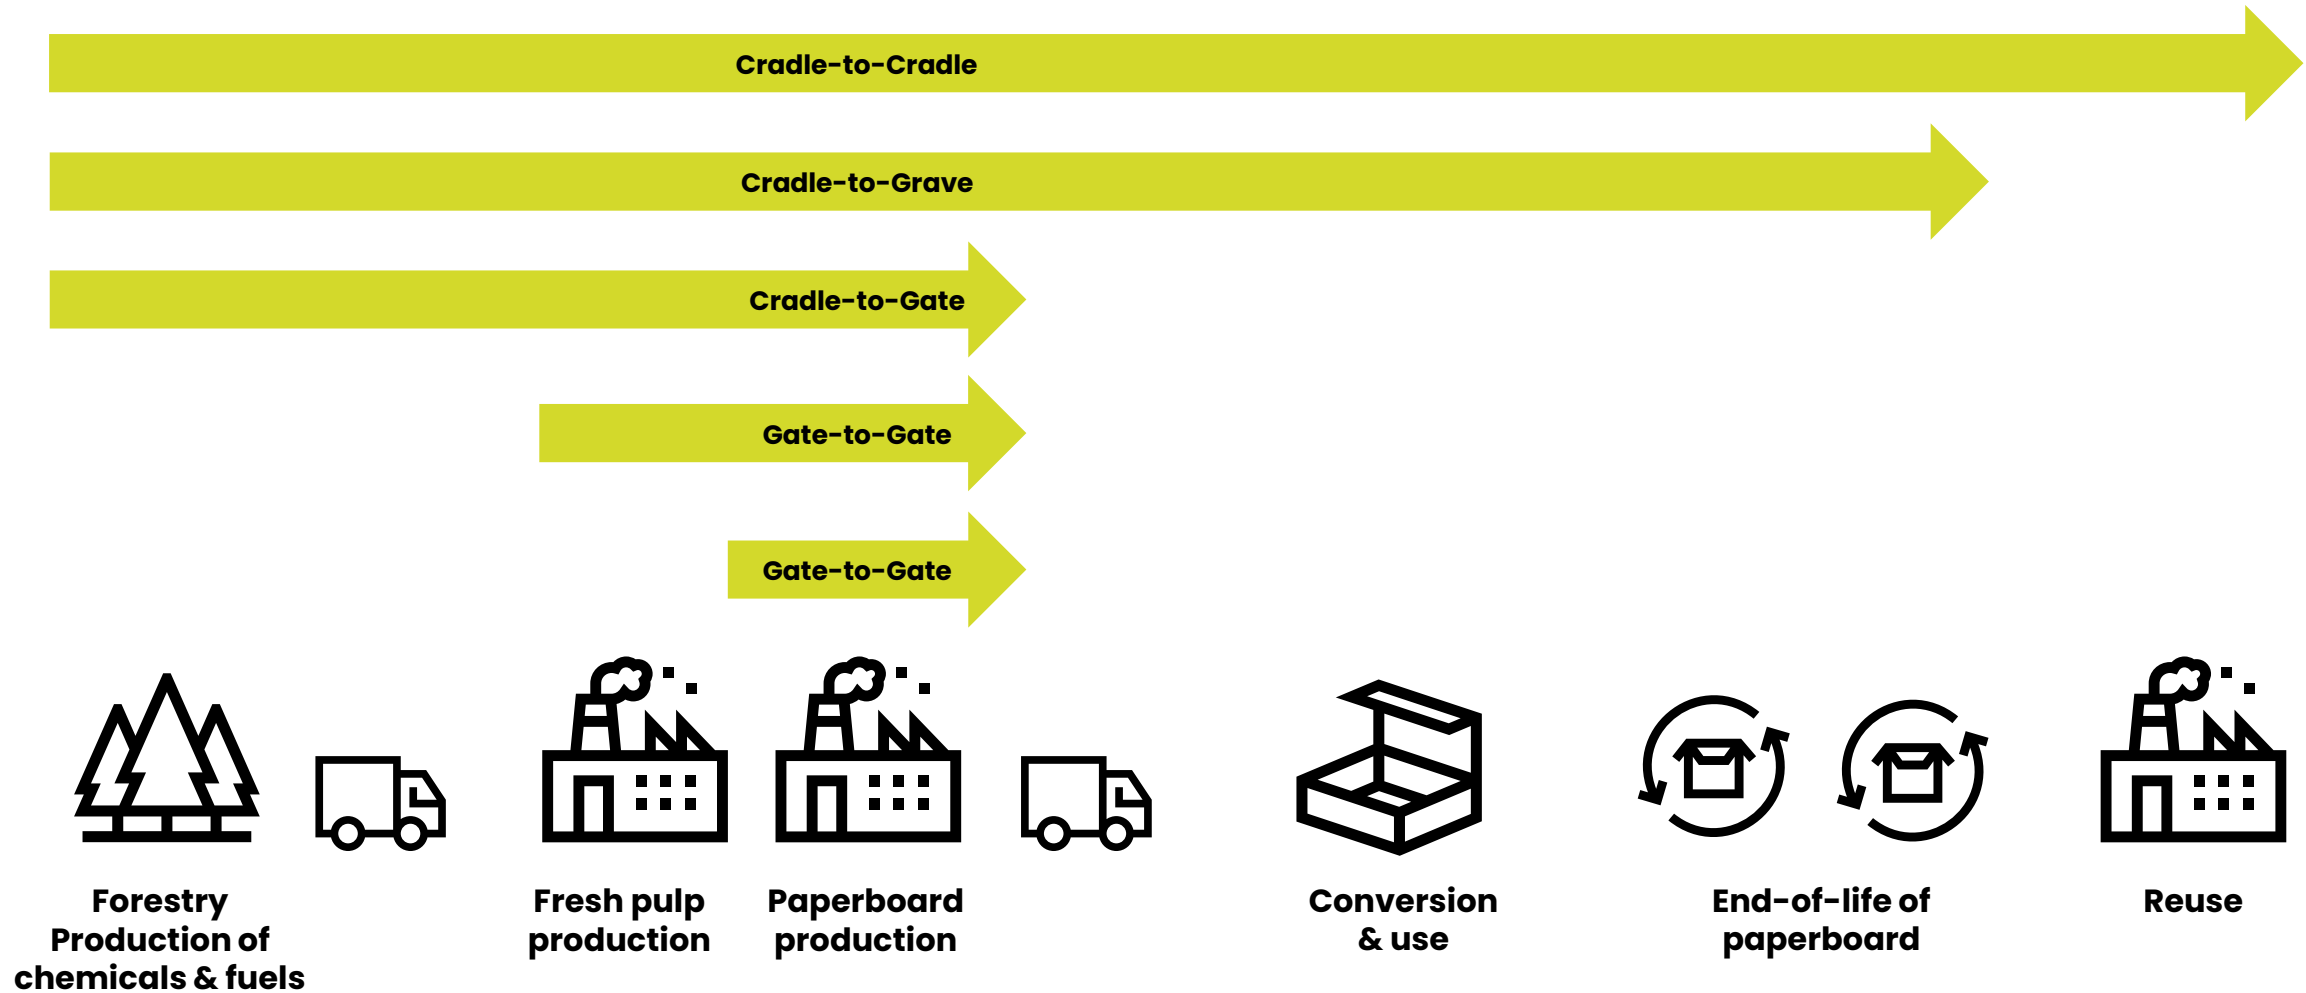 Cradle-to-Cradle
Cradle-to-Grave
Cradle-to-Gate
Gate-to-Gate
Gate-to-Gate
Forestry
Production of
chemicals & fuels
Fresh pulp
production
Paperboard
production
Conversion
& use
End-of-life of
paperboard
Reuse